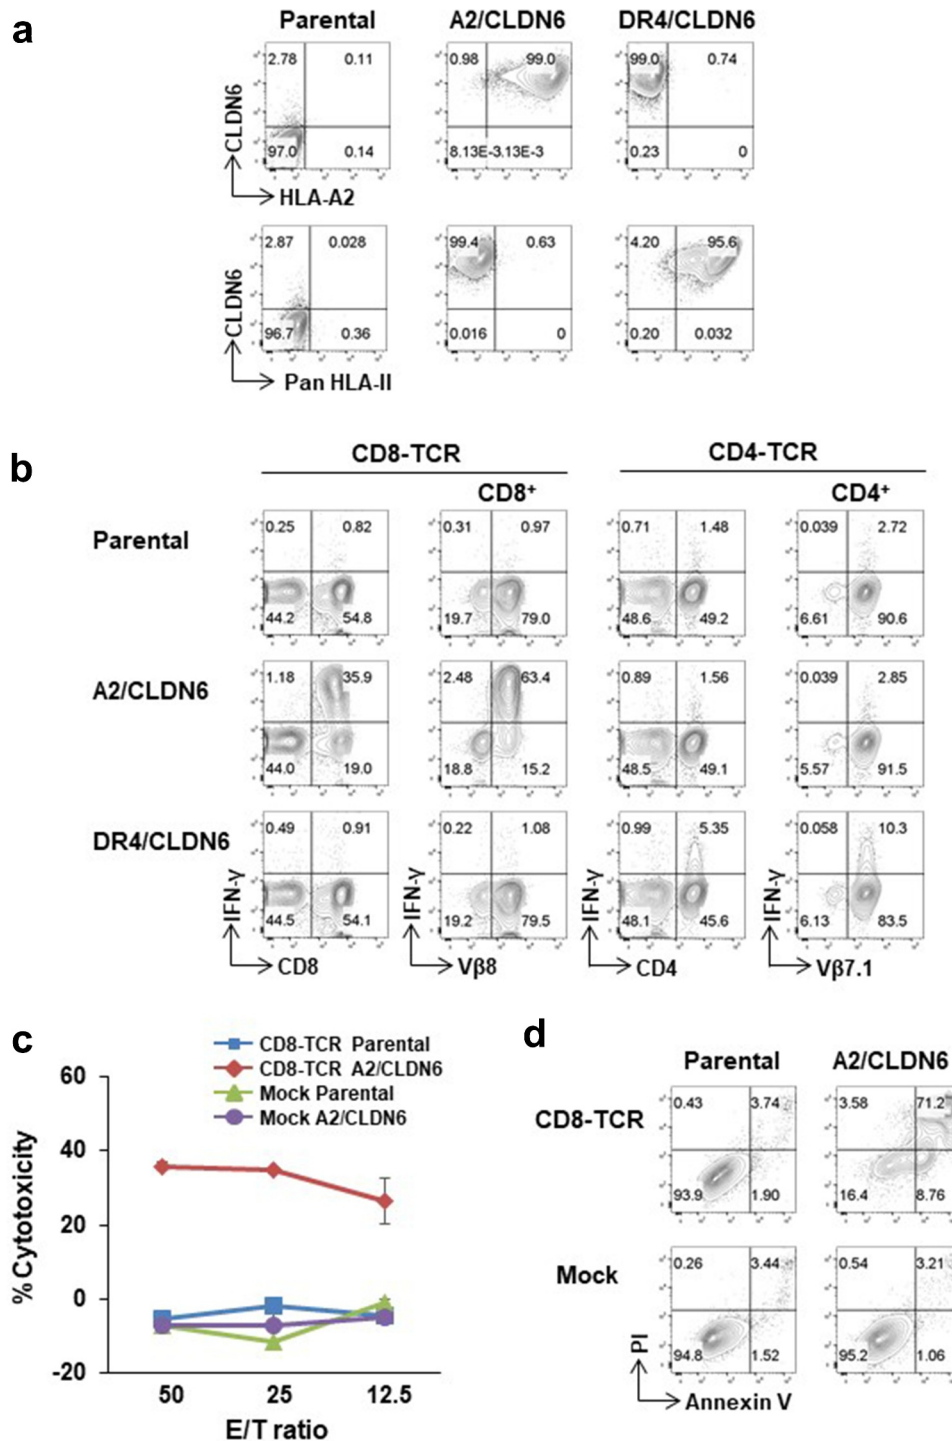 a
Parental A2/CLDN6 DR4/CLDN6
2.78 0.11 0.98 99.0 99.0 0.74
CLDN6
97.0 0.14 8.13E-3.13E-3 0.23 0
HLA-A2
2.87 0.028 99.4 0.63 4.20 95.6
CLDN6
96.7 0.36 0.016 0 0.20 0.032
Pan HLA-II
b
CD8-TCR CD4-TCR
CD8+ CD4+
Parental
0.25 0.82 0.31 0.97 0.71 1.48 0.039 2.72
44.2 54.8 19.7 79.0 48.6 49.2 6.61 90.6
A2/CLDN6
1.18 35.9 2.48 63.4 0.89 1.56 0.039 2.85
44.0 19.0 18.8 15.2 48.5 49.1 5.57 91.5
DR4/CLDN6
0.49 0.91 0.22 1.08 0.99 5.35 0.058 10.3
IFN-γ IFN-γ IFN-γ IFN-γ
44.5 54.1 19.2 79.5 48.1 45.6 6.13 83.5
CD8 Vβ8 CD4 Vβ7.1
c
CD8-TCR Parental
CD8-TCR A2/CLDN6
Mock Parental
Mock A2/CLDN6
% Cytotoxicity
60
40
20
0
-20
50 25 12.5
E/T ratio
d
Parental A2/CLDN6
CD8-TCR
0.43 3.74 3.58 71.2
93.9 1.90 16.4 8.76
Mock
0.26 3.44 0.54 3.21
PI
94.8 1.52 95.2 1.06
Annexin V